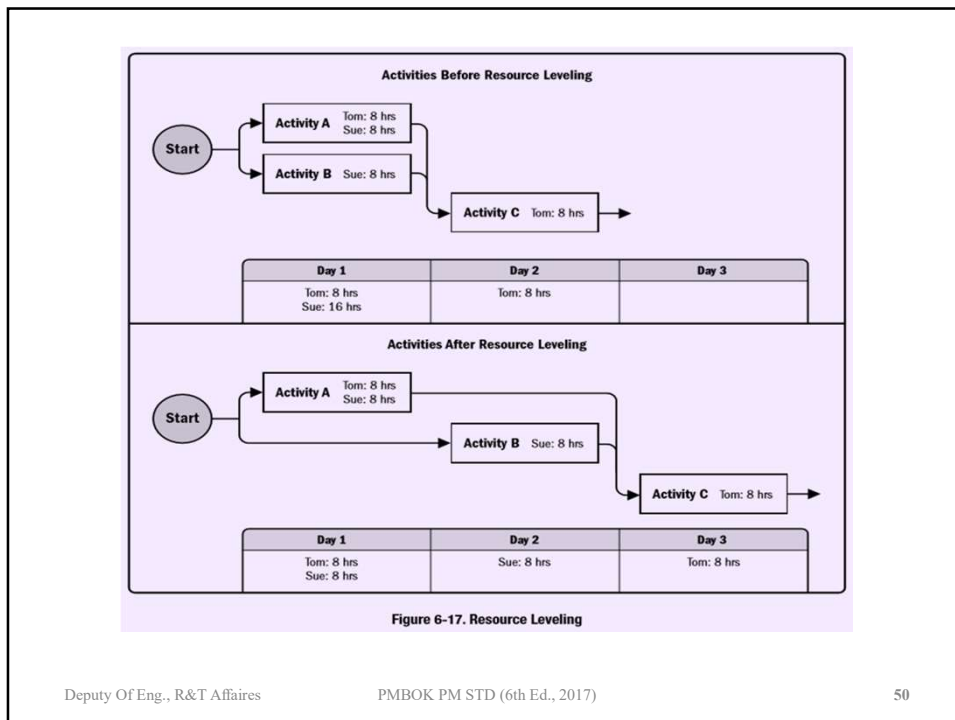 Activities Before Resource Leveling
Start
Activity A Tom: 8 hrs
Sue: 8 hrs
Activity B Sue: 8 hrs
Activity C Tom: 8 hrs
Day 1 Day 2 Day 3
Tom: 8 hrs Tom: 8 hrs
Sue: 16 hrs
Activities After Resource Leveling
Start
Activity A Tom: 8 hrs
Sue: 8 hrs
Activity B Sue: 8 hrs
Activity C Tom: 8 hrs
Day 1 Day 2 Day 3
Tom: 8 hrs Sue: 8 hrs Tom: 8 hrs
Sue: 8 hrs
Figure 6-17. Resource Leveling
Deputy Of Eng., R&T Affaires PMBOK PM STD (6th Ed., 2017) 50